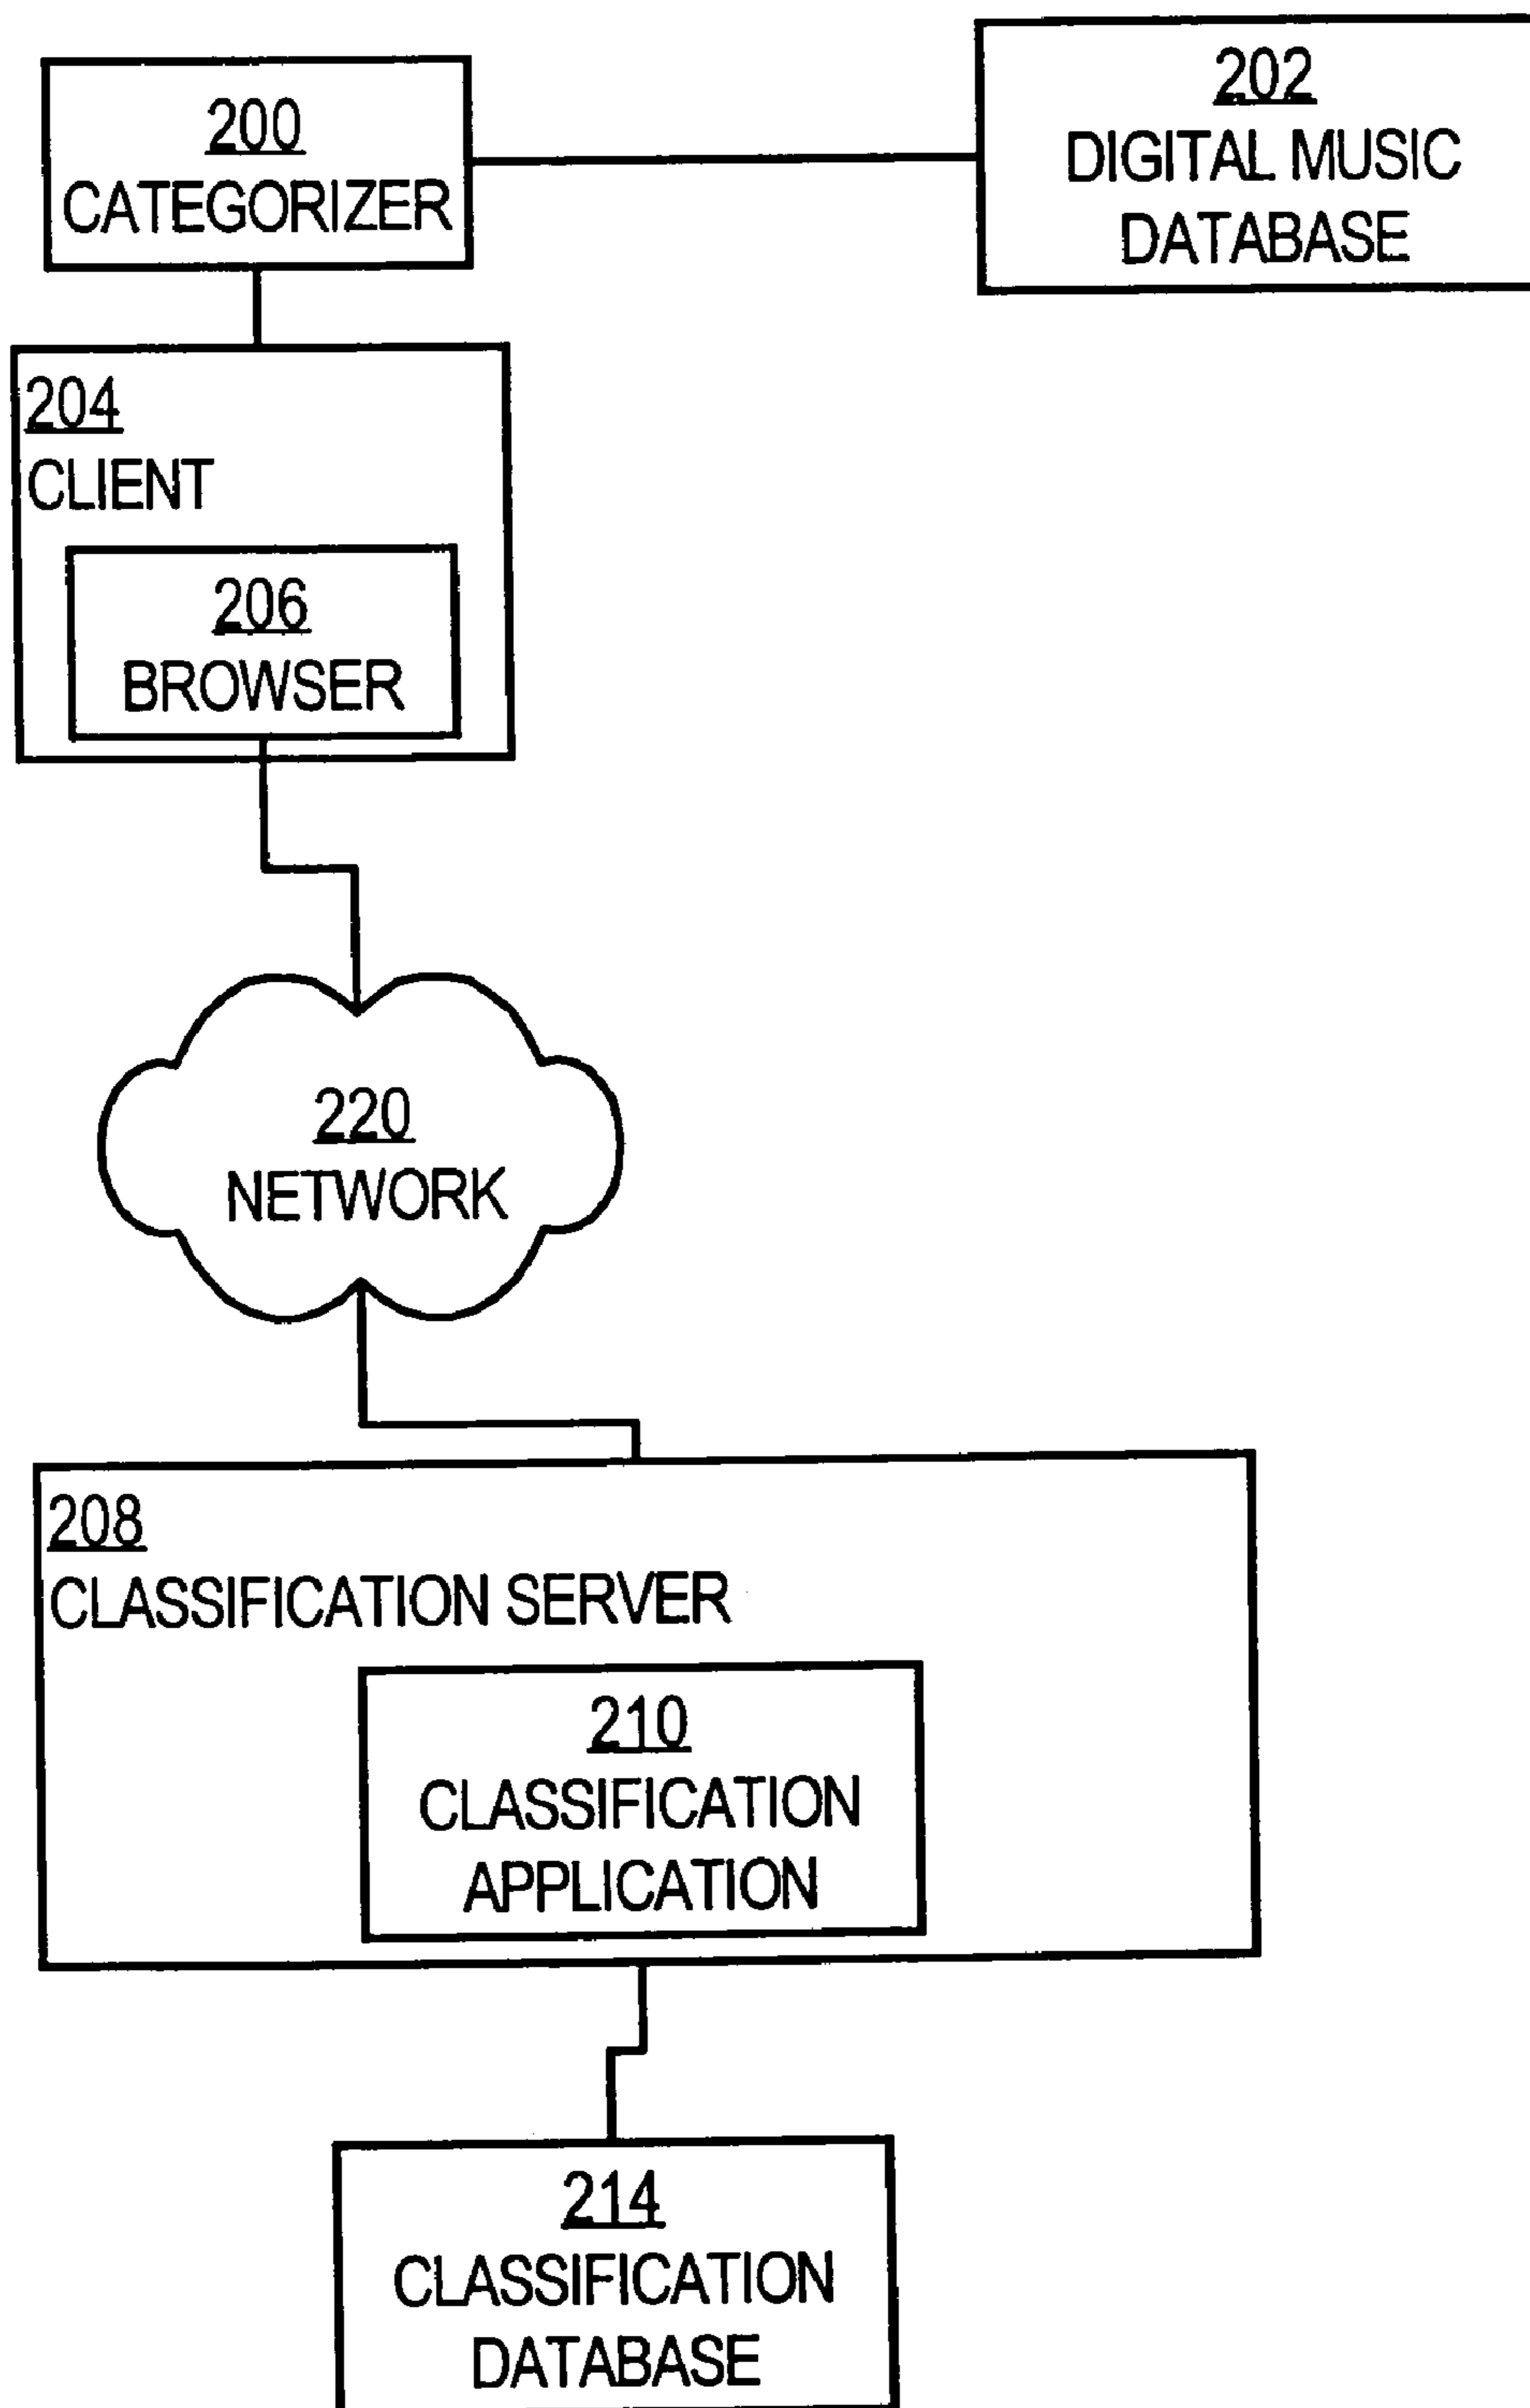 200
CATEGORIZER
202
DIGITAL MUSIC
DATABASE
204
CLIENT
206
BROWSER
220
NETWORK
208
CLASSIFICATION SERVER
210
CLASSIFICATION
APPLICATION
214
CLASSIFICATION
DATABASE